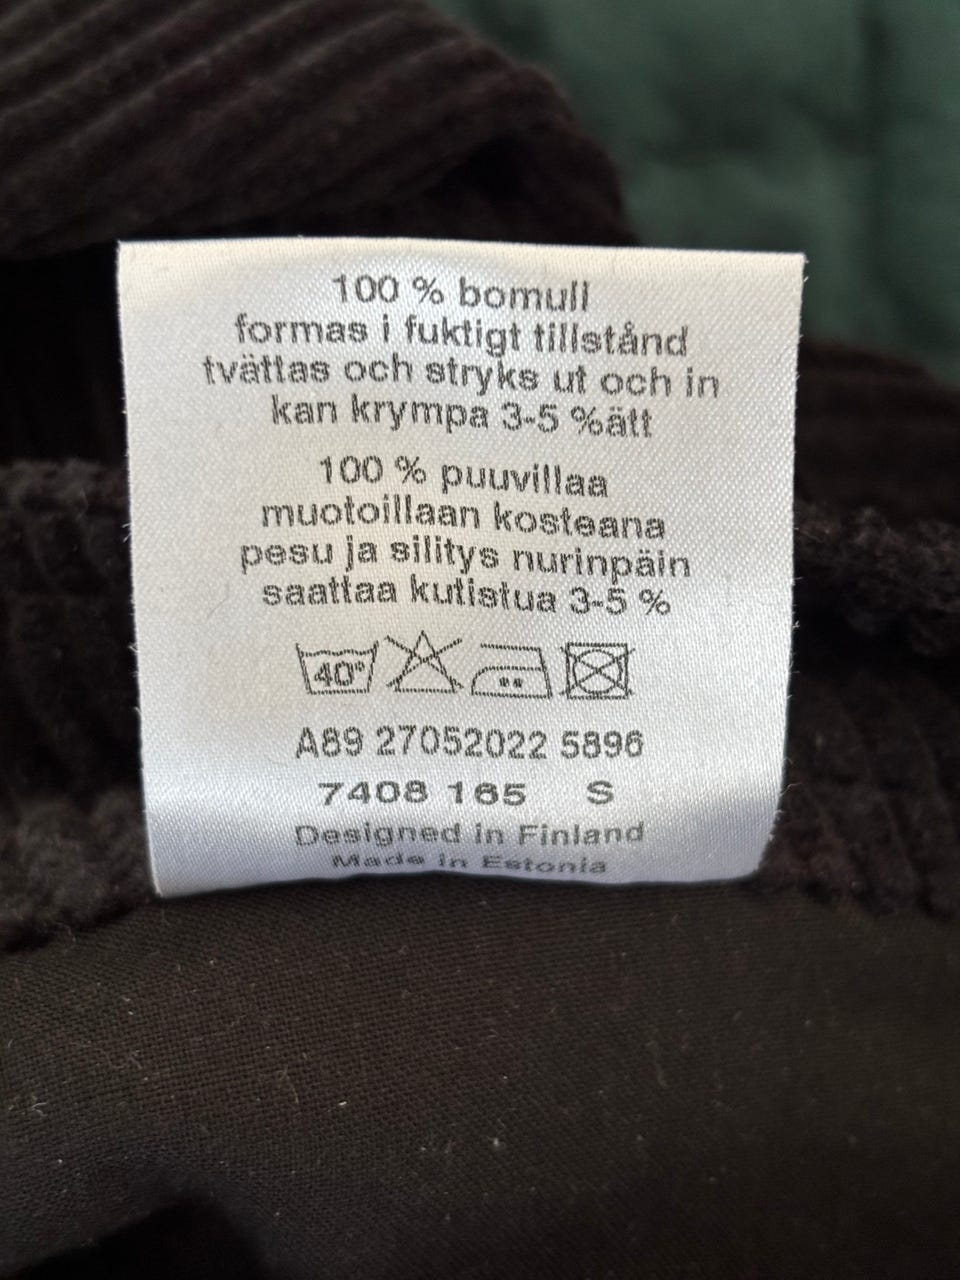 100 % bomull
formas i fuktigt tillstånd
tvättas och stryks ut och in
kan krympa 3-5 %ätt
100 % puuvillaa
muotoillaan kosteana
pesu ja silitys nurinpäin
saattaa kutistua 3-5 %
40°
A89 27052022 5896
7408 165 S
Designed in Finland
Made in Estonia